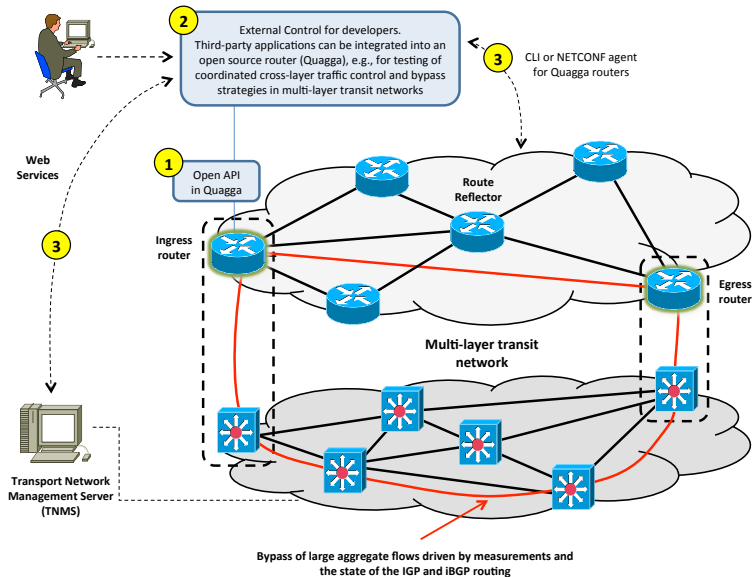 2
External Control for developers.
Third-party applications can be integrated into an
open source router (Quagga), e.g., for testing of
coordinated cross-layer traffic control and bypass
strategies in multi-layer transit networks
3
CLI or NETCONF agent
for Quagga routers
Web
Services
1
Open API
in Quagga
Route
Reflector
3
Ingress
router
Egress
router
Multi-layer transit
network
Transport Network
Management Server
(TNMS)
Bypass of large aggregate flows driven by measurements and
the state of the IGP and iBGP routing